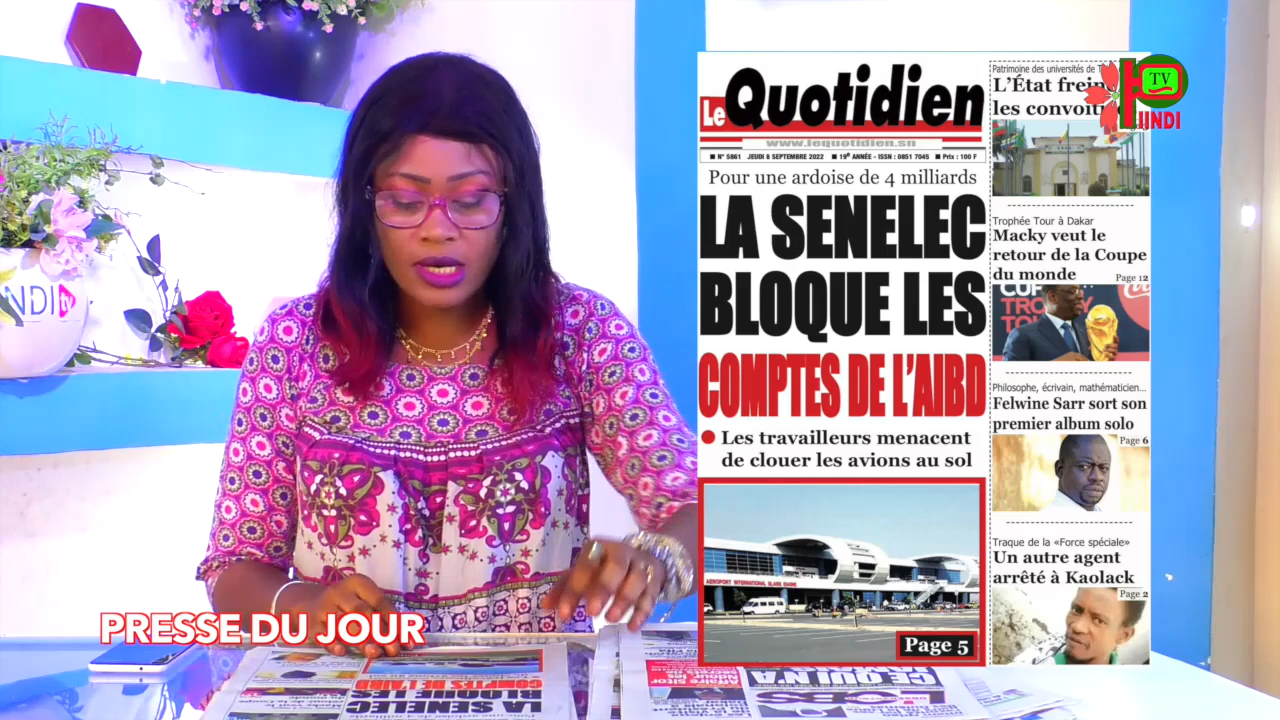 Le Quotidien
www.lequotidien.sn
N° 5861 JEUDI 8 SEPTEMBRE 2022 19E ANNÉE - ISSN : 0851 7045 Prix : 100 F
Pour une ardoise de 4 milliards
LA SENELEC
BLOQUE LES
COMPTES DE L'AIBD
Les travailleurs menacent
de clouer les avions au sol
AEROPORT INTERNATIONAL BLAISE DIAGNE
Page 5
Patrimoine des universités de
L'État
les
Trophée Tour à Dakar
Macky veut le
retour de la Coupe
du monde
Page 12
Philosophe, écrivain, mathématicien...
Felwine Sarr sort son
premier album solo
Page 6
Traque de la «Force spéciale»
Un autre agent
arrêté à Kaolack
Page 2
TV
NDI tv
PRESSE DU JOUR
LA SENELEC
BLOQUE LES
COMPTES DE L'AIBD